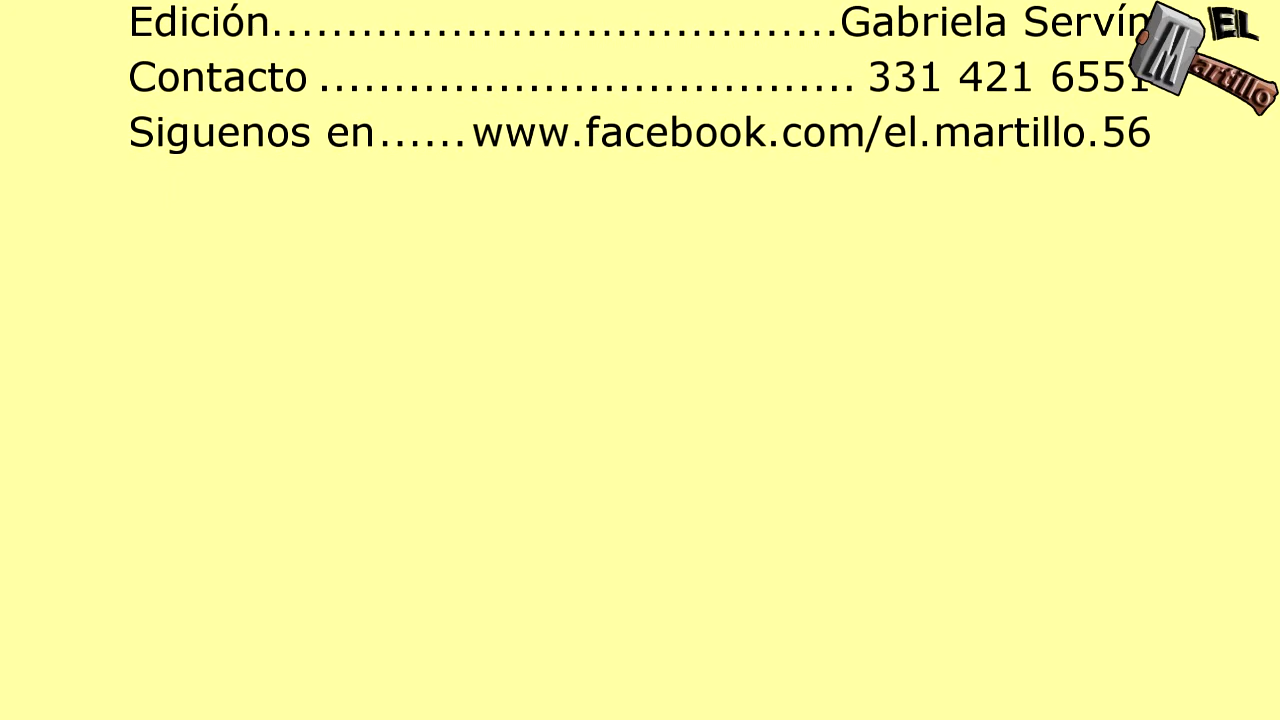 Edición......................................Gabriela Servín
Contacto .................................... 331 421 6551
Siguenos en......www.facebook.com/el.martillo.56
EL
Martillo